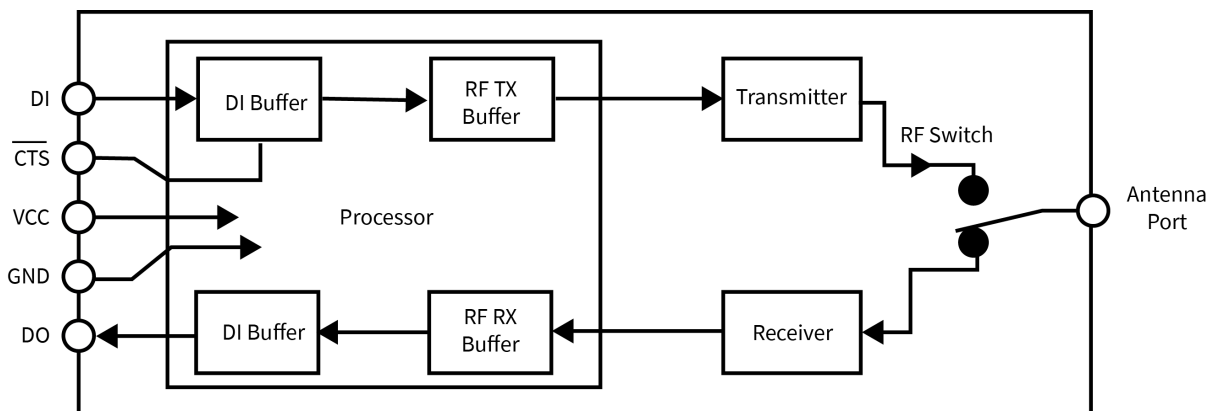 DI
DI Buffer
RF TX
Buffer
Transmitter
CTS
RF Switch
VCC
Processor
Antenna
Port
GND
DO
DI Buffer
RF RX
Buffer
Receiver